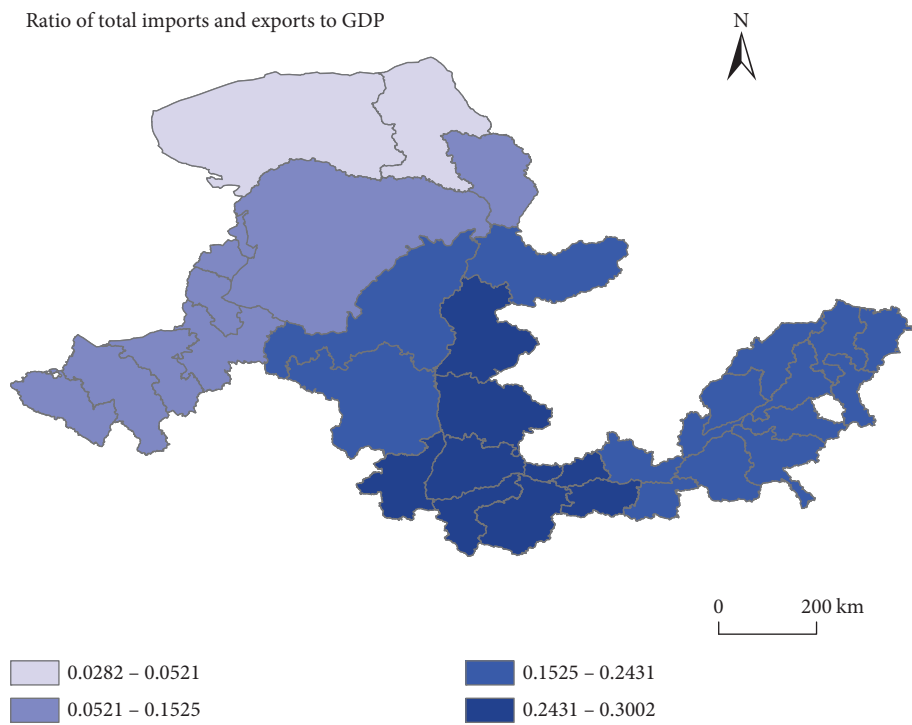 Ratio of total imports and exports to GDP
N
0 200 km
0.0282 – 0.0521
0.0521 – 0.1525
0.1525 – 0.2431
0.2431 – 0.3002